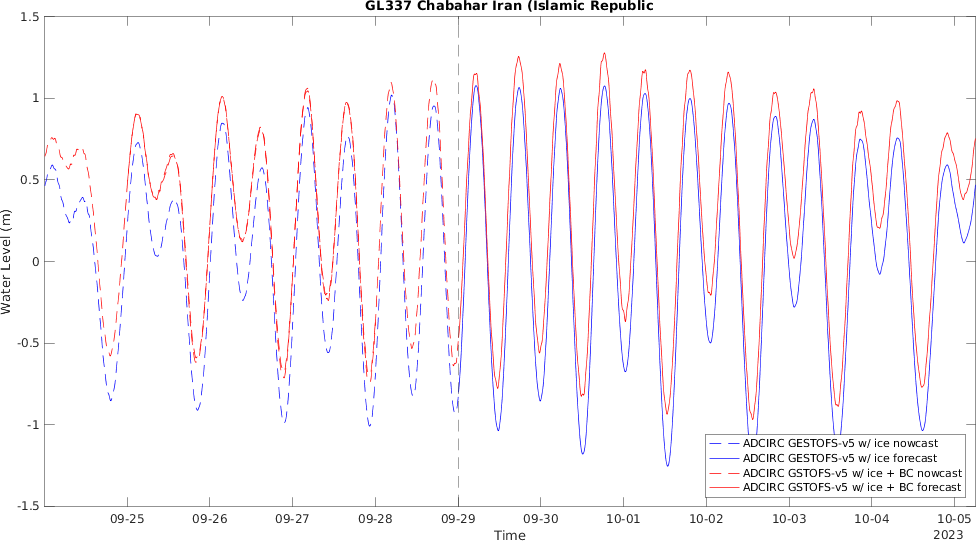 GL337 Chabahar Iran (Islamic Republic
1.5
1
0.5
0
-0.5
-1
-1.5
Water Level (m)
09-25 09-26 09-27 09-28 09-29 09-30 10-01 10-02 10-03 10-04 10-05
2023
Time
ADCIRC GESTOFS-v5 w/ ice nowcast
ADCIRC GESTOFS-v5 w/ ice forecast
ADCIRC GSTOFS-v5 w/ ice + BC nowcast
ADCIRC GSTOFS-v5 w/ ice + BC forecast